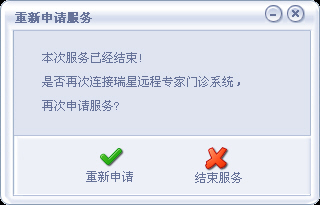 重新申请服务
本次服务已经结束!
是否再次连接瑞星远程专家门诊系统，
再次申请服务?
重新申请
结束服务